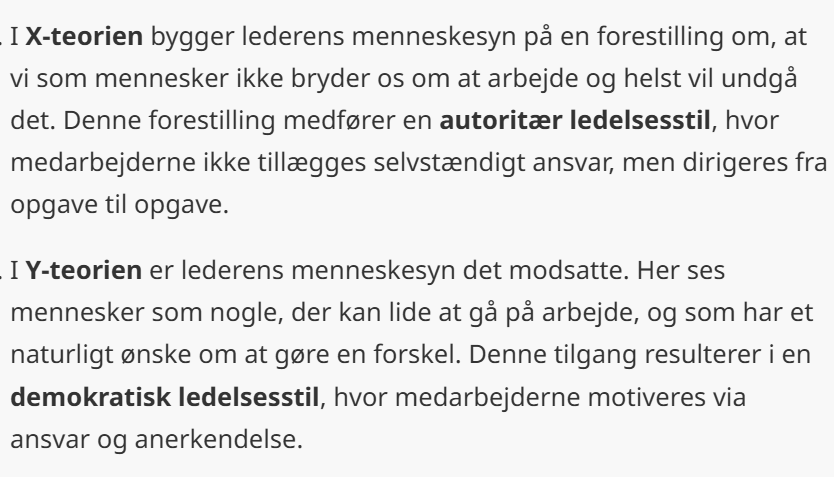 . I X-teorien bygger lederens menneskesyn på en forestilling om, at
vi som mennesker ikke bryder os om at arbejde og helst vil undgå
det. Denne forestilling medfører en autoritær ledelsesstil, hvor
medarbejderne ikke tillægges selvstændigt ansvar, men dirigeres fra
opgave til opgave.
. I Y-teorien er lederens menneskesyn det modsatte. Her ses
mennesker som nogle, der kan lide at gå på arbejde, og som har et
naturligt ønske om at gøre en forskel. Denne tilgang resulterer i en
demokratisk ledelsesstil, hvor medarbejderne motiveres via
ansvar og anerkendelse.